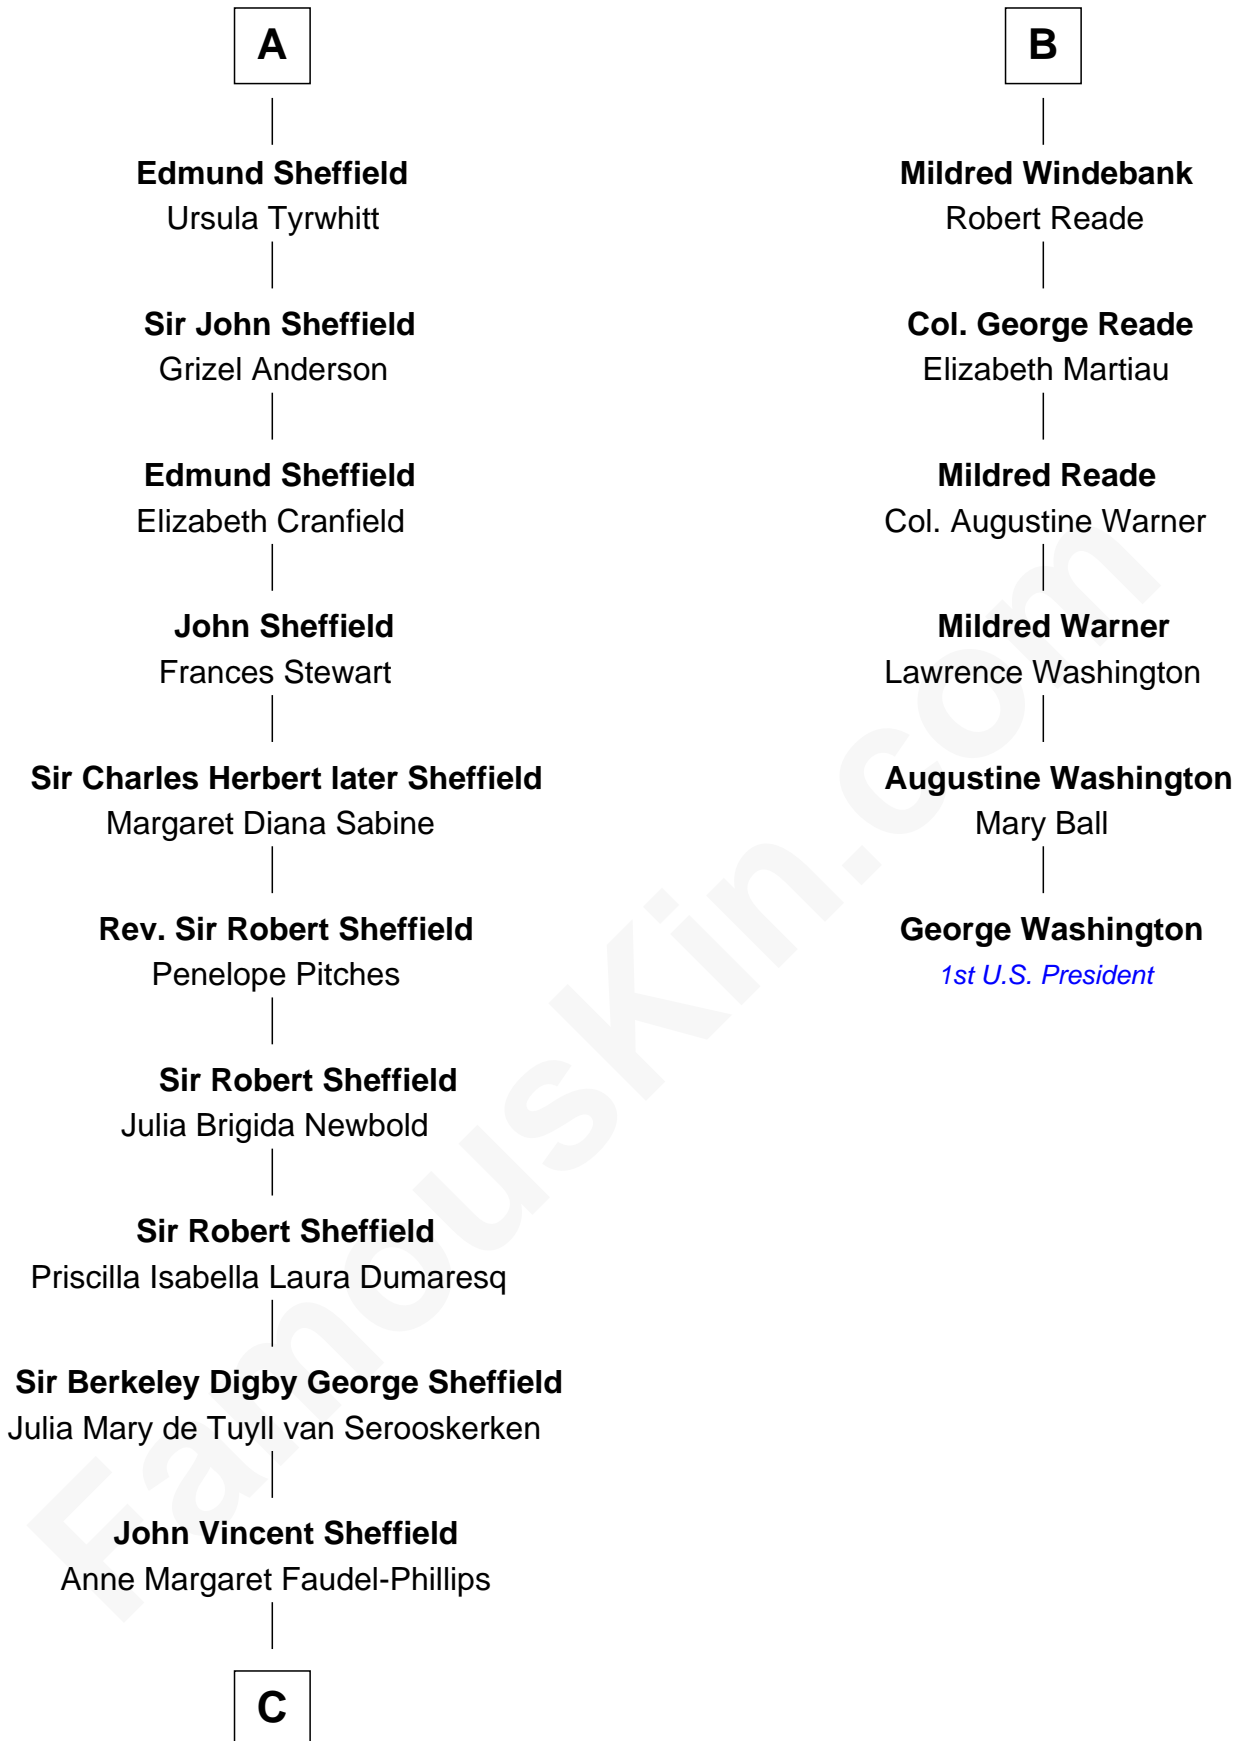 A
Edmund Sheffield
Ursula Tyrwhitt
Sir John Sheffield
Grizel Anderson
Edmund Sheffield
Elizabeth Cranfield
John Sheffield
Frances Stewart
Sir Charles Herbert later Sheffield
Margaret Diana Sabine
Rev. Sir Robert Sheffield
Penelope Pitches
Sir Robert Sheffield
Julia Brigida Newbold
Sir Robert Sheffield
Priscilla Isabella Laura Dumaresq
Sir Berkeley Digby George Sheffield
Julia Mary de Tuyll van Serooskerken
John Vincent Sheffield
Anne Margaret Faudel-Phillips
C
B
Mildred Windebank
Robert Reade
Col. George Reade
Elizabeth Martiau
Mildred Reade
Col. Augustine Warner
Mildred Warner
Lawrence Washington
Augustine Washington
Mary Ball
George Washington
1st U.S. President
FamousKin.com